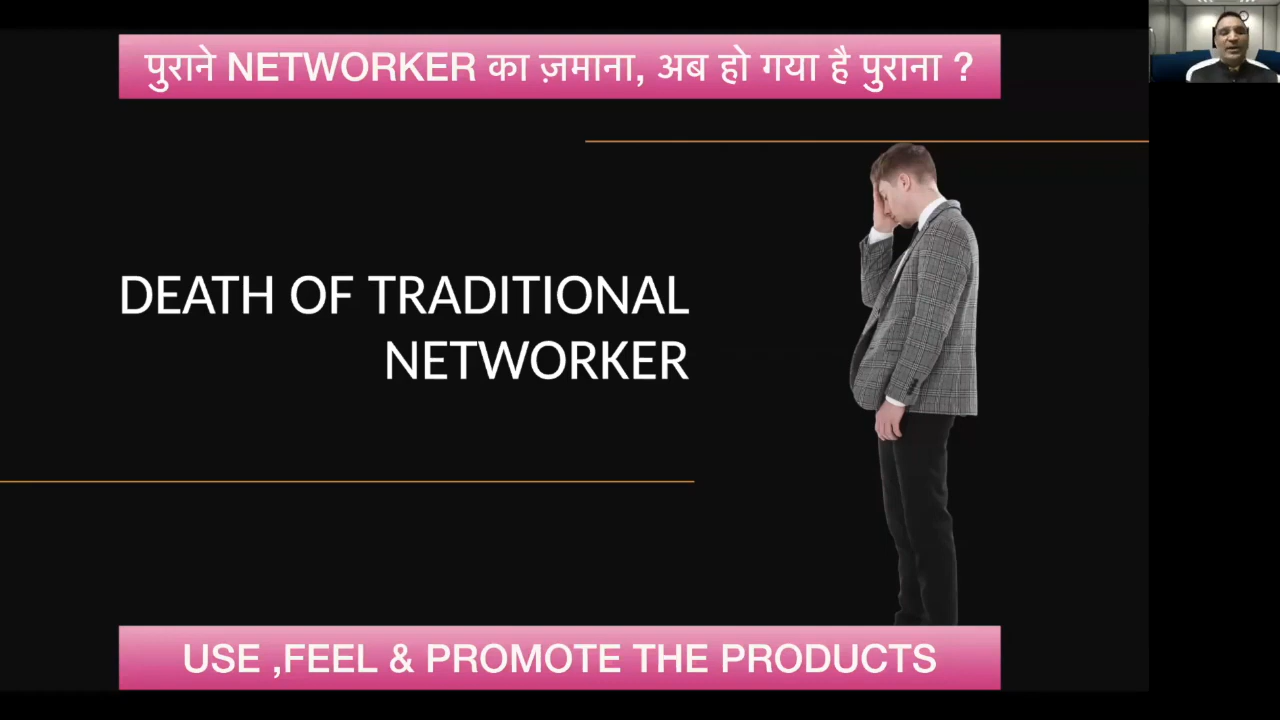 पुराने NETWORKER का ज़माना, अब हो गया है पुराना ?
DEATH OF TRADITIONAL
NETWORKER
USE ,FEEL & PROMOTE THE PRODUCTS